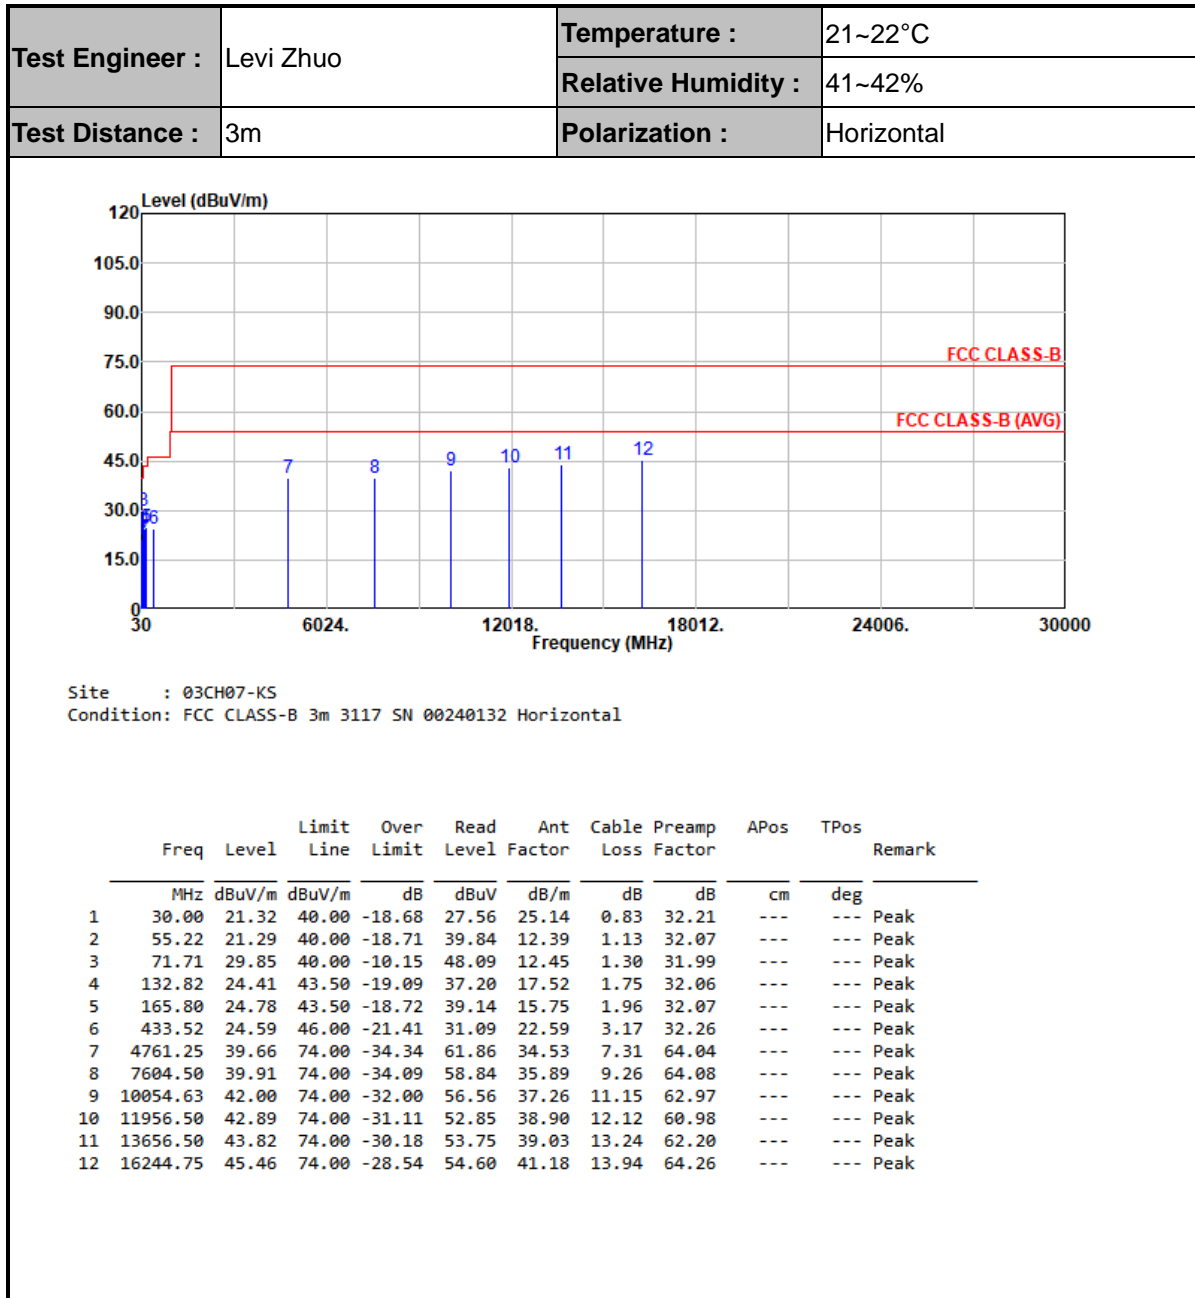 Test Engineer : Levi Zhuo Temperature : 21~22°C
Relative Humidity : 41~42%
Test Distance : 3m Polarization : Horizontal
Level (dBuV/m)
120
105.0
90.0
75.0
FCC CLASS-B
60.0
FCC CLASS-B (AVG)
45.0
7 8 9 10 11 12
30.0
3
6
15.0
0
30 6024. 12018. 18012. 24006. 30000
Frequency (MHz)
Site : 03CH07-KS
Condition: FCC CLASS-B 3m 3117 SN 00240132 Horizontal
Limit Over Read Ant Cable Preamp APos TPos
Freq Level Line Limit Level Factor Loss Factor Remark
MHz dBuV/m dBuV/m dB dBuV dB/m dB dB cm deg
1 30.00 21.32 40.00 -18.68 27.56 25.14 0.83 32.21 --- --- Peak
2 55.22 21.29 40.00 -18.71 39.84 12.39 1.13 32.07 --- --- Peak
3 71.71 29.85 40.00 -10.15 48.09 12.45 1.30 31.99 --- --- Peak
4 132.82 24.41 43.50 -19.09 37.20 17.52 1.75 32.06 --- --- Peak
5 165.80 24.78 43.50 -18.72 39.14 15.75 1.96 32.07 --- --- Peak
6 433.52 24.59 46.00 -21.41 31.09 22.59 3.17 32.26 --- --- Peak
7 4761.25 39.66 74.00 -34.34 61.86 34.53 7.31 64.04 --- --- Peak
8 7604.50 39.91 74.00 -34.09 58.84 35.89 9.26 64.08 --- --- Peak
9 10054.63 42.00 74.00 -32.00 56.56 37.26 11.15 62.97 --- --- Peak
10 11956.50 42.89 74.00 -31.11 52.85 38.90 12.12 60.98 --- --- Peak
11 13656.50 43.82 74.00 -30.18 53.75 39.03 13.24 62.20 --- --- Peak
12 16244.75 45.46 74.00 -28.54 54.60 41.18 13.94 64.26 --- --- Peak